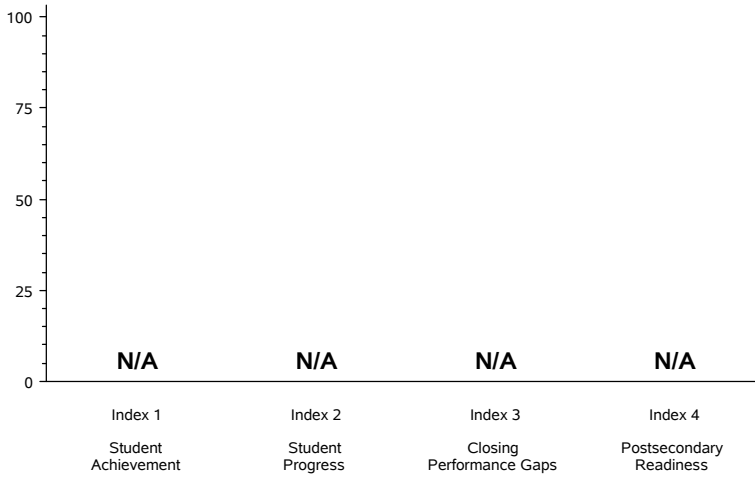 100
75
50
25
0
N/A N/A N/A N/A
Index 1 Index 2 Index 3 Index 4
Student Student Closing Postsecondary
Achievement Progress Performance Gaps Readiness